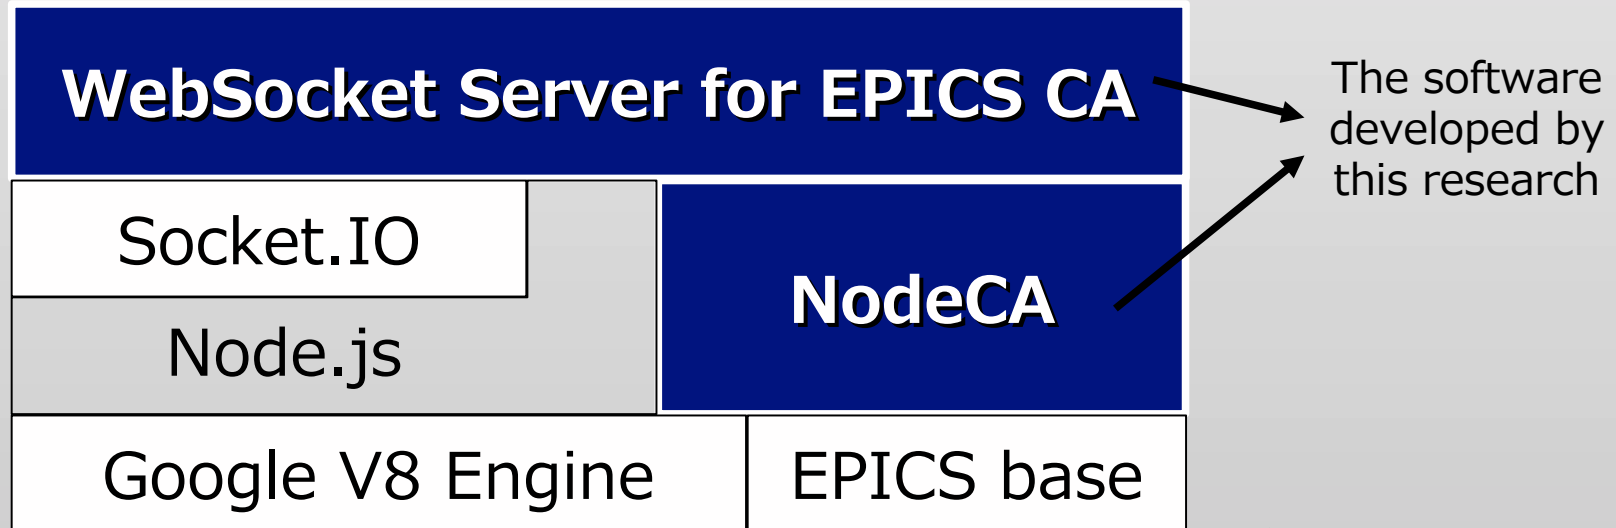 WebSocket Server for EPICS CA
The software
developed by
this research
Socket.IO
NodeCA
Node.js
Google V8 Engine
EPICS base